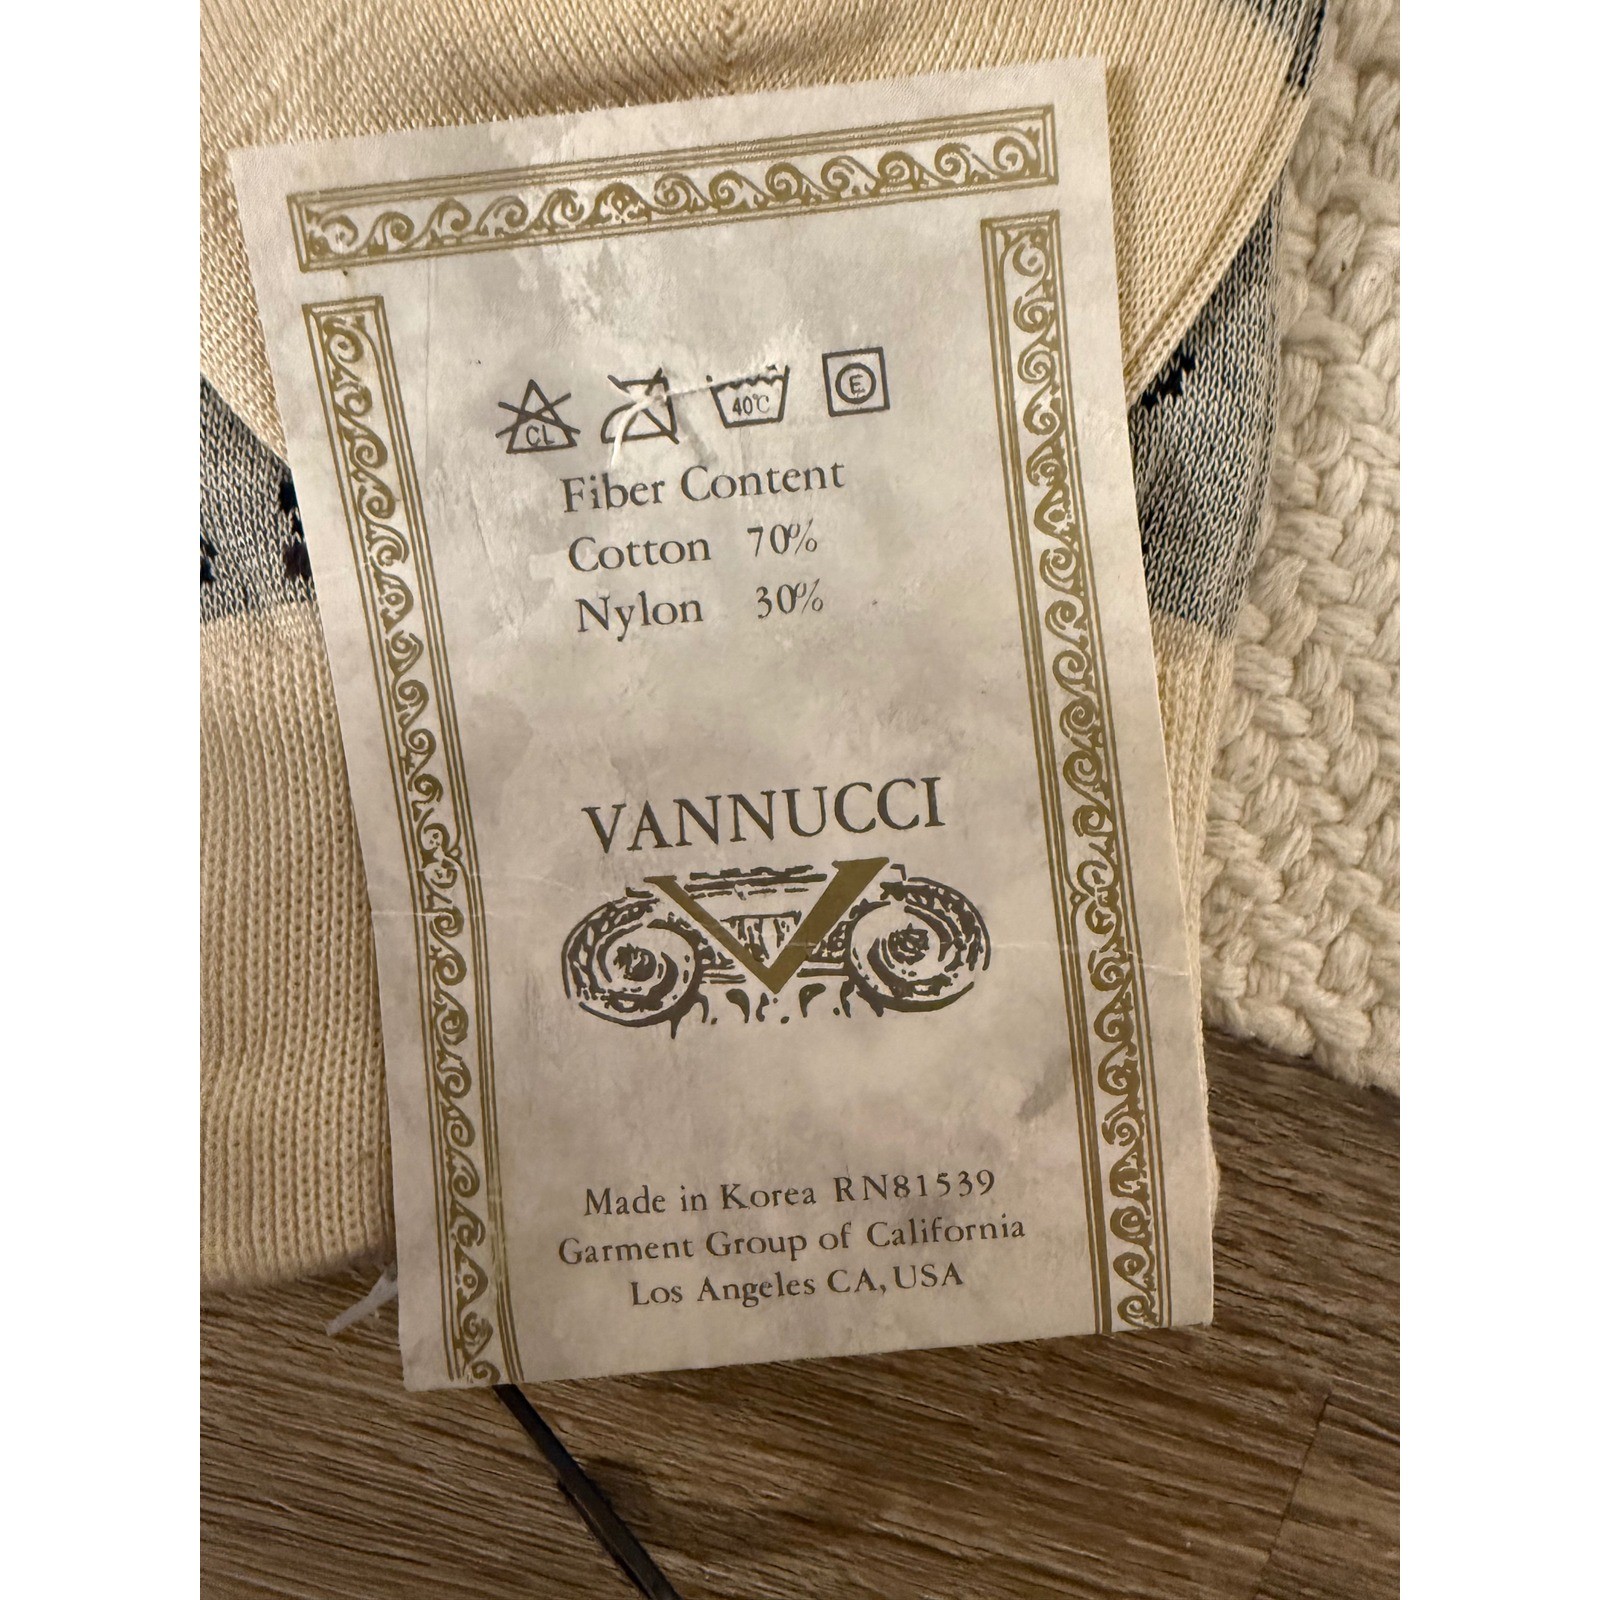 CL 40°C E
Fiber Content
Cotton 70%
Nylon 30%
VANNUCCI
V
Made in Korea RN81539
Garment Group of California
Los Angeles CA, USA